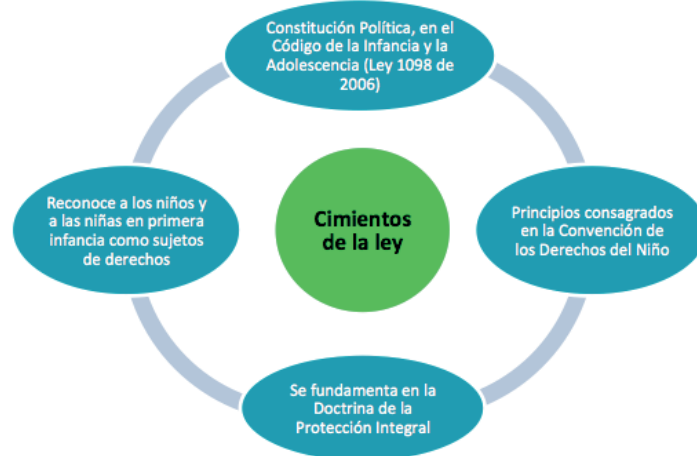 Constitución Política, en el
Código de la Infancia y la
Adolescencia (Ley 1098 de
2006)
Reconoce a los niños y
a las niñas en primera
infancia como sujetos
de derechos
Cimientos
de la ley
Principios consagrados
en la Convención de
los Derechos del Niño
Se fundamenta en la
Doctrina de la
Protección Integral